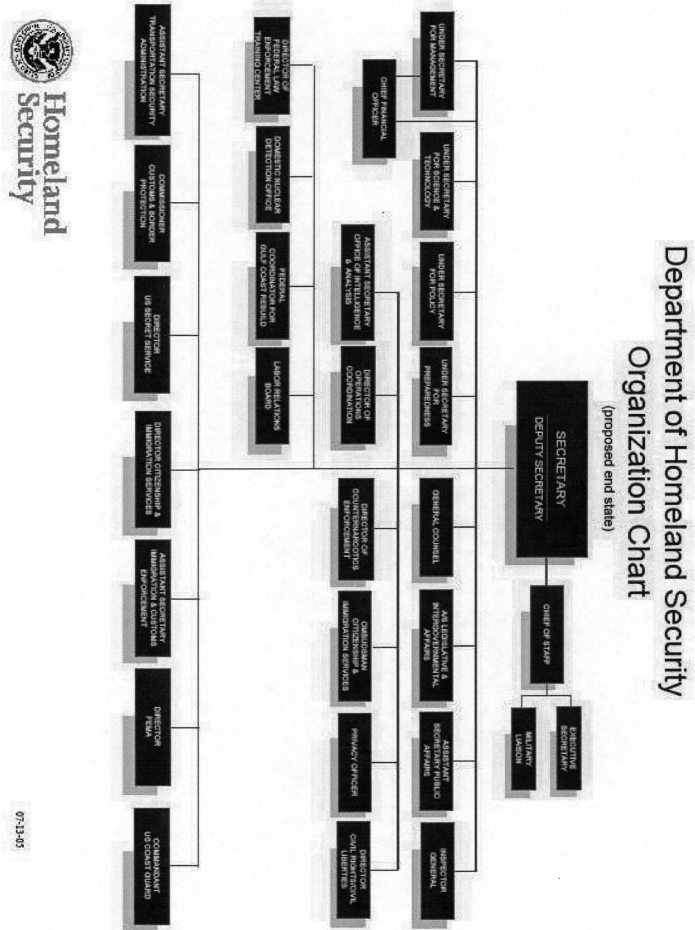 Department of Homeland Security
Organization Chart
(proposed end state)
SECRETARY
DEPUTY SECRETARY
CHIEF OF STAFF
EXECUTIVE
SECRETARY
MILITARY
LIAISON
UNDER SECRETARY
FOR MANAGEMENT
CHIEF FINANCIAL
OFFICER
UNDER SECRETARY
FOR SCIENCE &
TECHNOLOGY
UNDER SECRETARY
FOR POLICY
UNDER SECRETARY
FOR
PREPAREDNESS
GENERAL COUNSEL
A/S LEGISLATIVE &
INTERGOVERNMENTAL
AFFAIRS
ASSISTANT
SECRETARY PUBLIC
AFFAIRS
INSPECTOR
GENERAL
ASSISTANT SECRETARY
OFFICE OF INTELLIGENCE
& ANALYSIS
DIRECTOR OF
OPERATIONS
COORDINATION
DIRECTOR OF
COUNTERNARCOTICS
ENFORCEMENT
OMBUDSMAN
CITIZENSHIP &
IMMIGRATION SERVICES
PRIVACY OFFICER
DIRECTOR
CIVIL RIGHTS/CIVIL
LIBERTIES
DIRECTOR OF
FEDERAL LAW
ENFORCEMENT
TRAINING CENTER
DOMESTIC NUCLEAR
DETECTION OFFICE
FEDERAL
COORDINATOR FOR
GULF COAST REBUILD
LABOR RELATIONS
BOARD
ASSISTANT SECRETARY
TRANSPORTATION SECURITY
ADMINISTRATION
COMMISSIONER
CUSTOMS & BORDER
PROTECTION
DIRECTOR
US SECRET SERVICE
DIRECTOR CITIZENSHIP &
IMMIGRATION SERVICES
ASSISTANT SECRETARY
IMMIGRATION & CUSTOMS
ENFORCEMENT
DIRECTOR
FEMA
COMMANDANT
US COAST GUARD
Homeland
Security
07-13-05